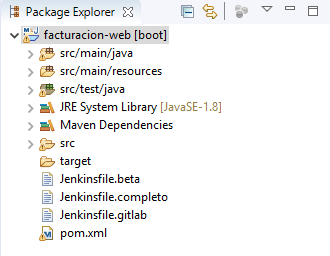 Package Explorer
facturacion-web [boot]
src/main/java
src/main/resources
src/test/java
JRE System Library [JavaSE-1.8]
Maven Dependencies
src
target
Jenkinsfile.beta
Jenkinsfile.completo
Jenkinsfile.gitlab
pom.xml